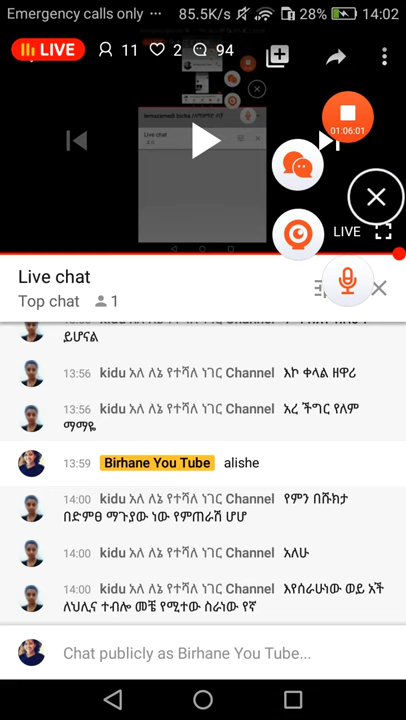 Emergency calls only ... 85.5K/s 28% 14:02
LIVE 11 2 94
01:06:01
LIVE
Live chat
Top chat 1
ይሆናል
13:56 kidu አለ ለኔ የተሻለ ነገር Channel እኮ ቀላል ዘዋሪ
13:56 kidu አለ ለኔ የተሻለ ነገር Channel አረ ችግር የለም
ማማዬ
13:59 Birhane You Tube alishe
14:00 kidu አለ ለኔ የተሻለ ነገር Channel የምን በሹክታ
በድምፀ ማጉያው ነው የምጠራሽ ሆሆ
14:00 kidu አለ ለኔ የተሻለ ነገር Channel አለሁ
14:00 kidu አለ ለኔ የተሻለ ነገር Channel እየሰራሁነው ወይ አች
ለህሊና ተብሎ መቼ የሚተው ስራነው የኛ
Chat publicly as Birhane You Tube...